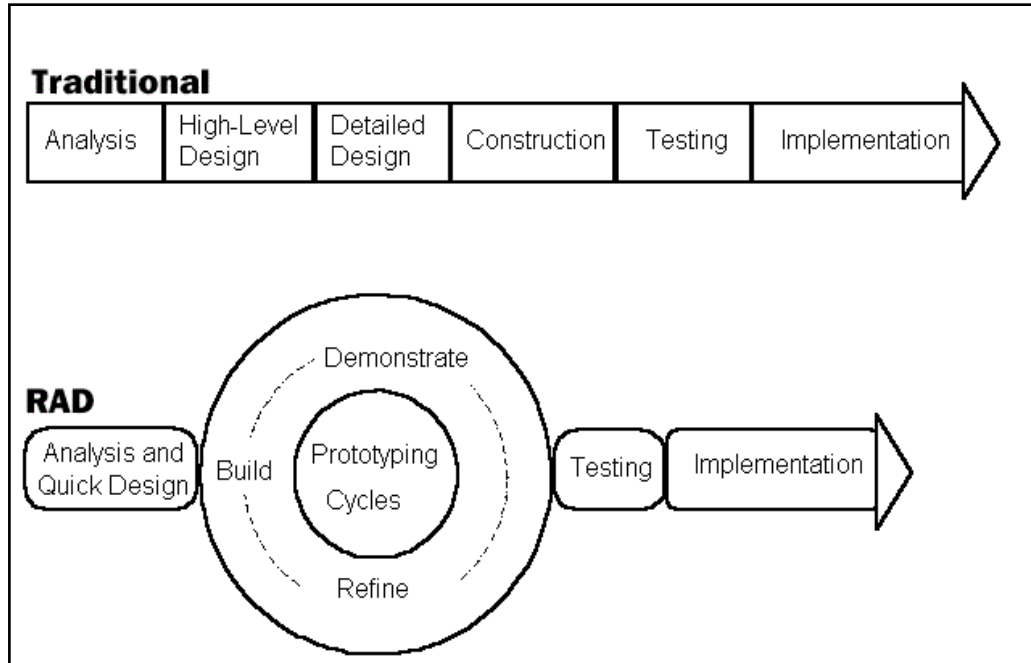 Traditional
Analysis
High-Level
Design
Detailed
Design
Construction
Testing
Implementation
RAD
Analysis and
Quick Design
Demonstrate
Build
Prototyping
Cycles
Refine
Testing
Implementation